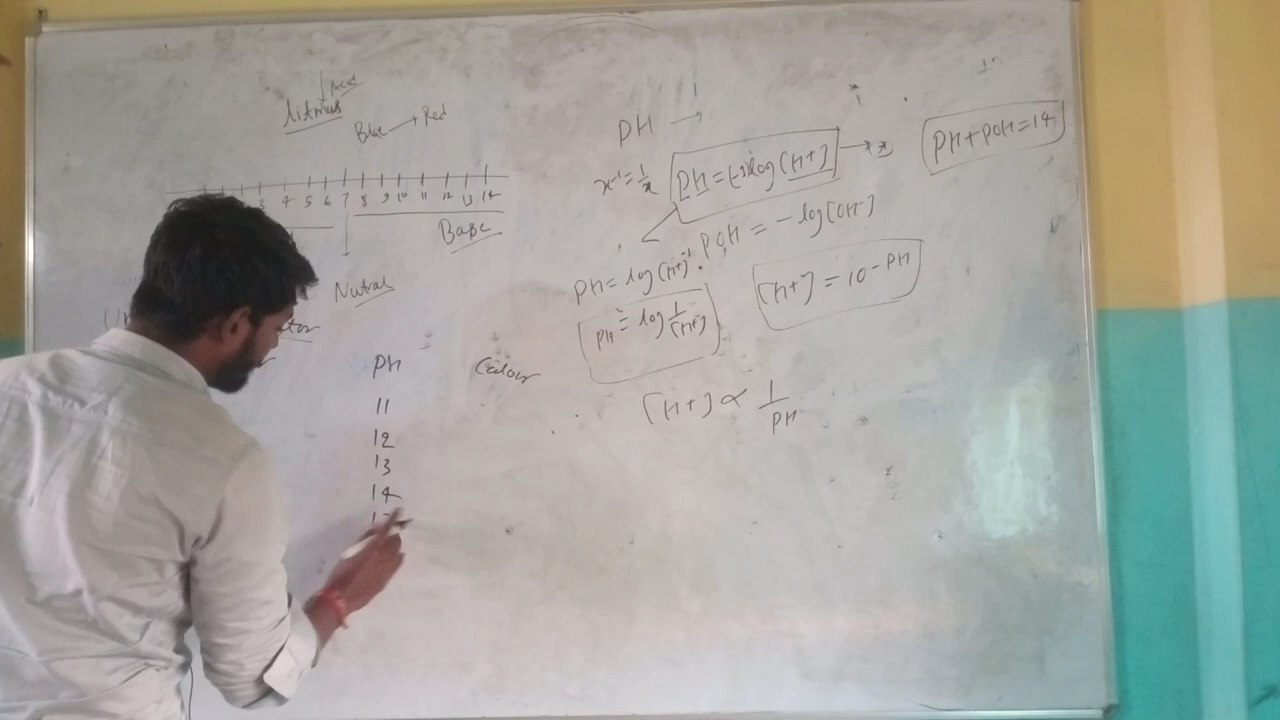 Acid
litmus
Blue → Red
3 4 5 6 7 8 9 10 11 12 13 14
Base
Nutral
PH Colour
11
12
13
14
PH →
x⁻¹ = 1/x
PH = (-1)log[H+]
PH + POH = 14
POH = - log[OH-]
PH = log[H+]⁻¹
PH = log 1/[H+]
[H+] = 10⁻ᴾᴴ
[H+] ∝ 1/PH